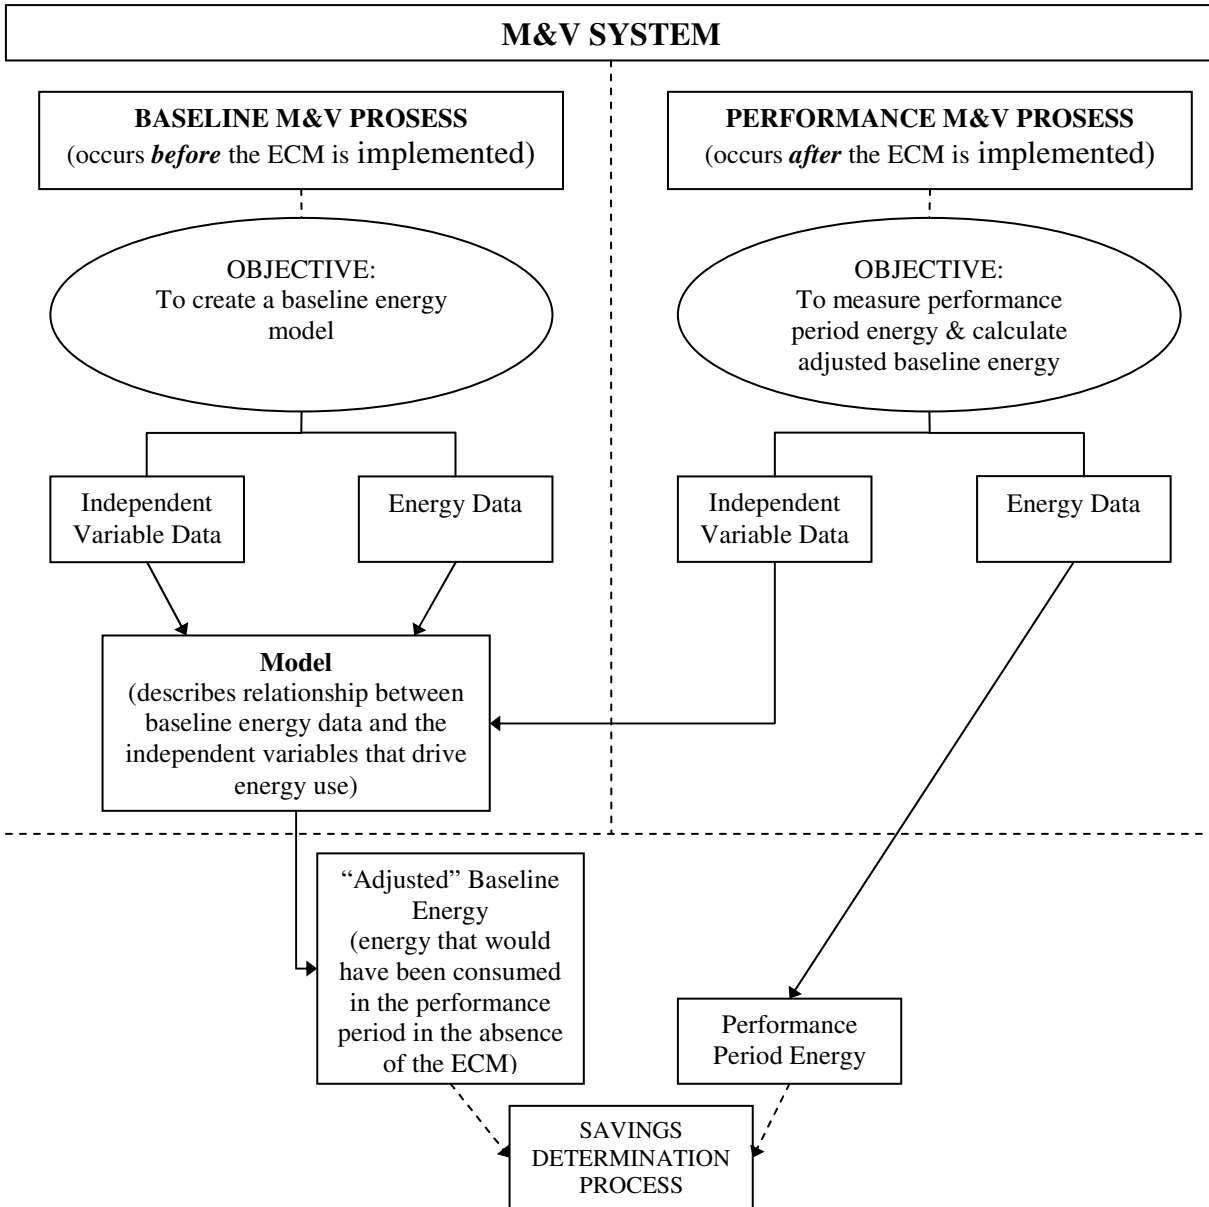 M&V SYSTEM
BASELINE M&V PROSESS
(occurs before the ECM is implemented)
PERFORMANCE M&V PROSESS
(occurs after the ECM is implemented)
OBJECTIVE:
To create a baseline energy
model
OBJECTIVE:
To measure performance
period energy & calculate
adjusted baseline energy
Independent
Variable Data
Energy Data
Independent
Variable Data
Energy Data
Model
(describes relationship between
baseline energy data and the
independent variables that drive
energy use)
“Adjusted” Baseline
Energy
(energy that would
have been consumed
in the performance
period in the absence
of the ECM)
Performance
Period Energy
SAVINGS
DETERMINATION
PROCESS